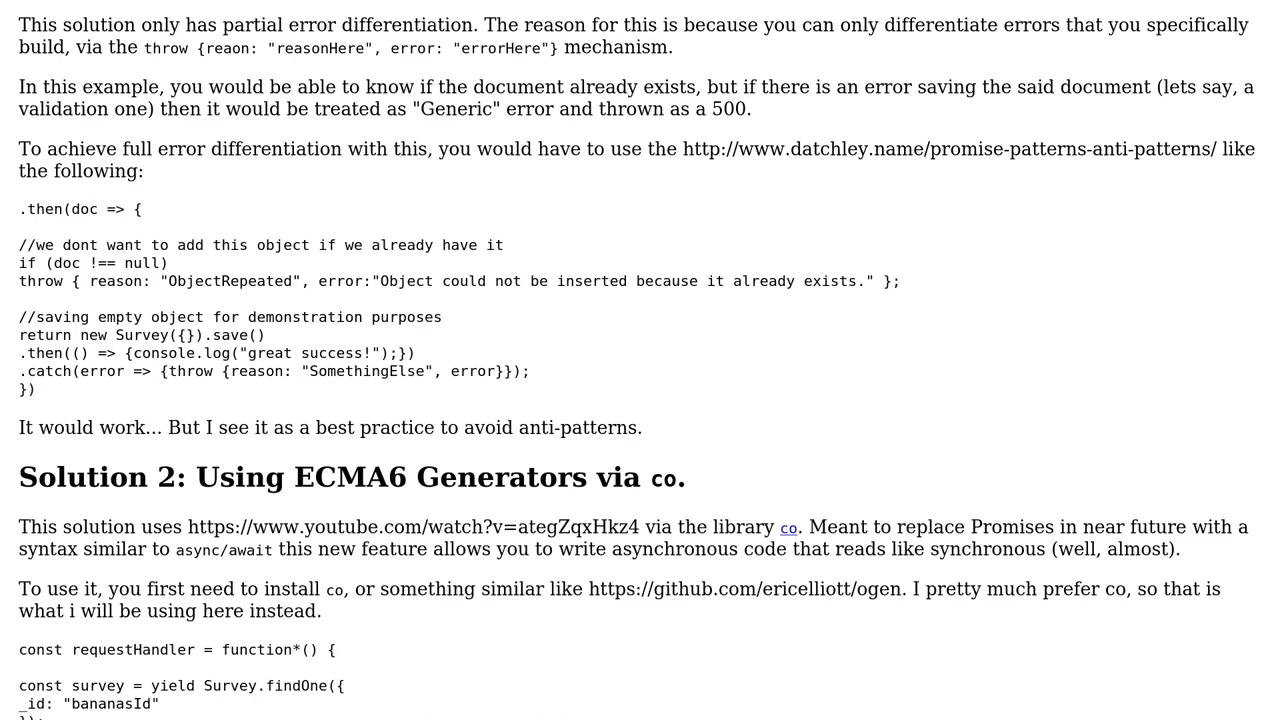 This solution only has partial error differentiation. The reason for this is because you can only differentiate errors that you specifically
build, via the throw {reaon: "reasonHere", error: "errorHere"} mechanism.
In this example, you would be able to know if the document already exists, but if there is an error saving the said document (lets say, a
validation one) then it would be treated as "Generic" error and thrown as a 500.
To achieve full error differentiation with this, you would have to use the http://www.datchley.name/promise-patterns-anti-patterns/ like
the following:
.then(doc => {
//we dont want to add this object if we already have it
if (doc !== null)
throw { reason: "ObjectRepeated", error:"Object could not be inserted because it already exists." };
//saving empty object for demonstration purposes
return new Survey({}).save()
.then(() => {console.log("great success!");})
.catch(error => {throw {reason: "SomethingElse", error}});
})
It would work... But I see it as a best practice to avoid anti-patterns.
Solution 2: Using ECMA6 Generators via co.
This solution uses https://www.youtube.com/watch?v=ategZqxHkz4 via the library co. Meant to replace Promises in near future with a
syntax similar to async/await this new feature allows you to write asynchronous code that reads like synchronous (well, almost).
To use it, you first need to install co, or something similar like https://github.com/ericelliott/ogen. I pretty much prefer co, so that is
what i will be using here instead.
const requestHandler = function*() {
const survey = yield Survey.findOne({
_id: "bananasId"
});